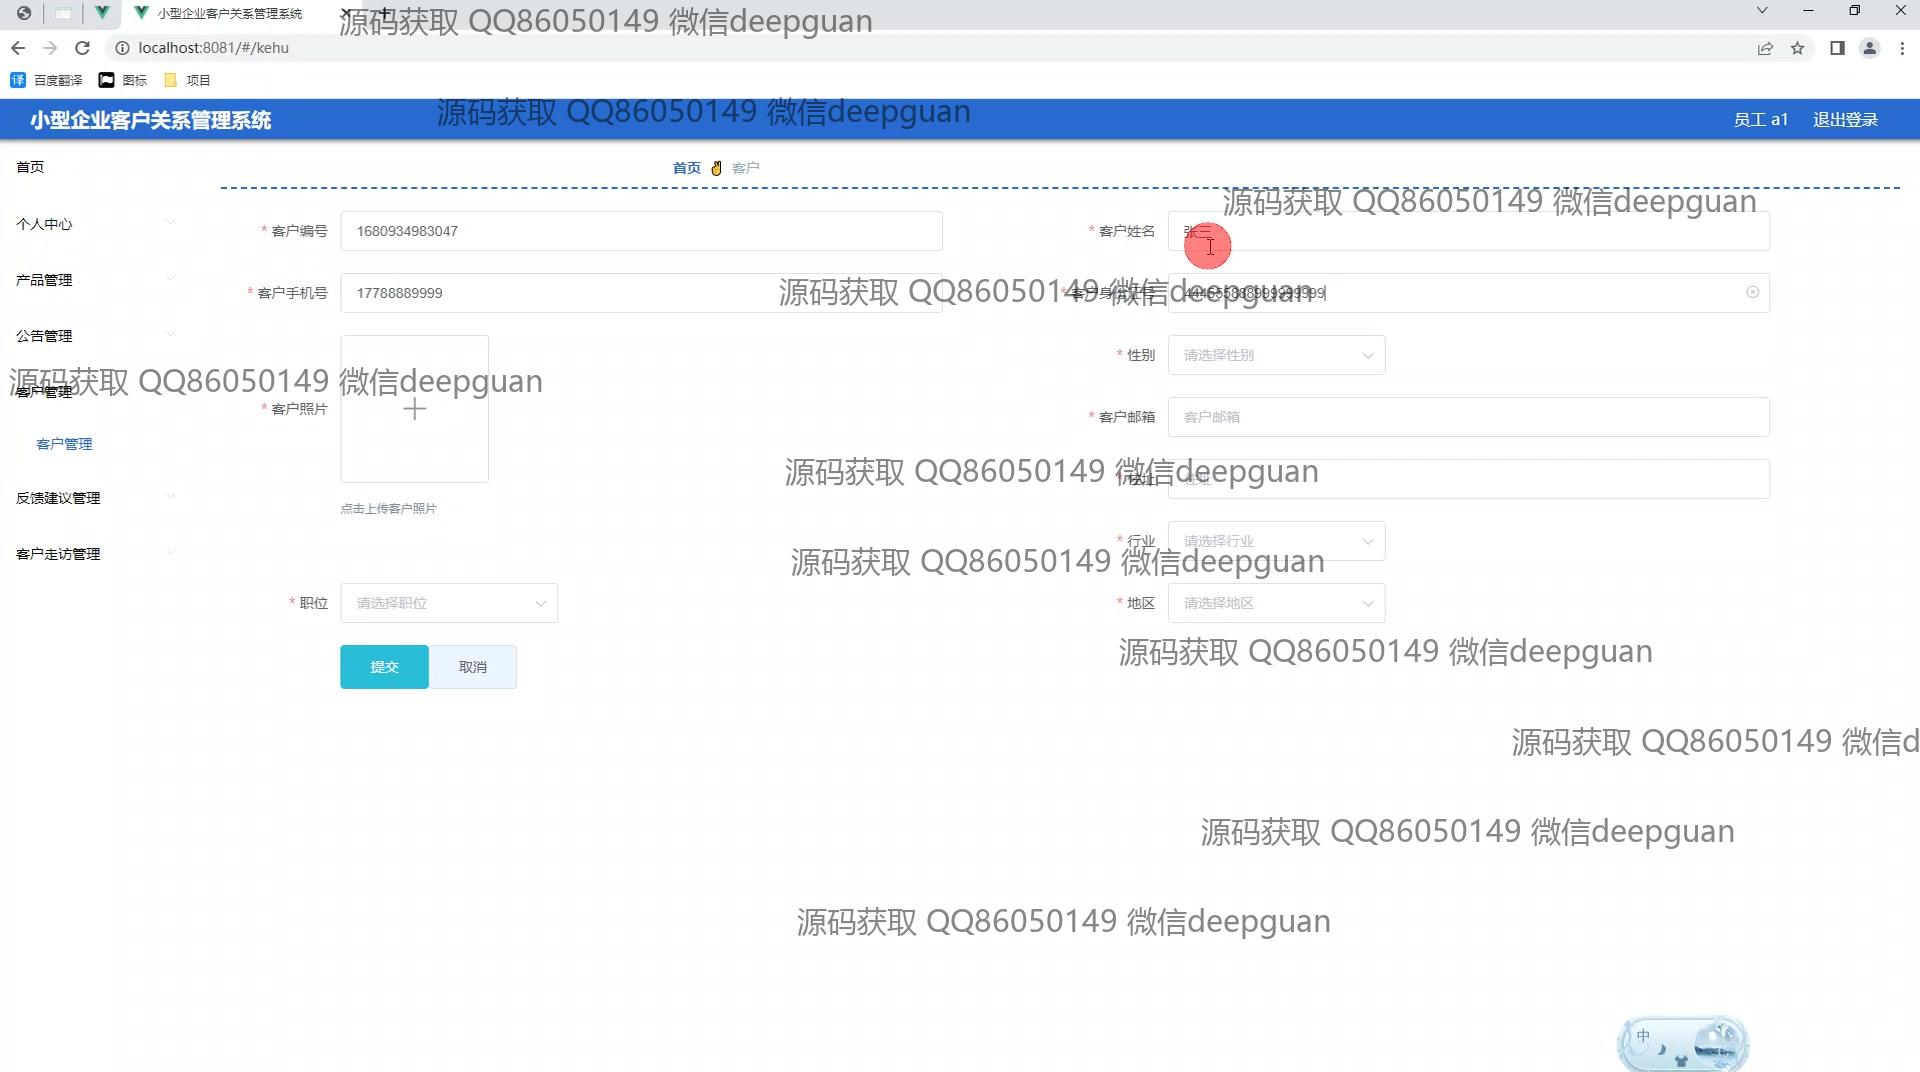 小型企业客户关系管理系统
源码获取 QQ86050149 微信deepguan
localhost:8081/#/kehu
百度翻译 图标 项目
小型企业客户关系管理系统
源码获取 QQ86050149 微信deepguan
员工 a1 退出登录
首页
首页 客户
个人中心
源码获取 QQ86050149 微信deepguan
* 客户编号 1680934983047
* 客户姓名 张三
产品管理
* 客户手机号 17788889999
源码获取 QQ86050149 微信deepguan
* 客户身份证号
公告管理
* 性别 请选择性别
源码获取 QQ86050149 微信deepguan
客户管理
* 客户照片
* 客户邮箱 客户邮箱
客户管理
源码获取 QQ86050149 微信deepguan
反馈建议管理
点击上传客户照片
* 行业 请选择行业
客户走访管理
源码获取 QQ86050149 微信deepguan
* 职位 请选择职位
* 地区 请选择地区
提交 取消
源码获取 QQ86050149 微信deepguan
源码获取 QQ86050149 微信d
源码获取 QQ86050149 微信deepguan
源码获取 QQ86050149 微信deepguan
中